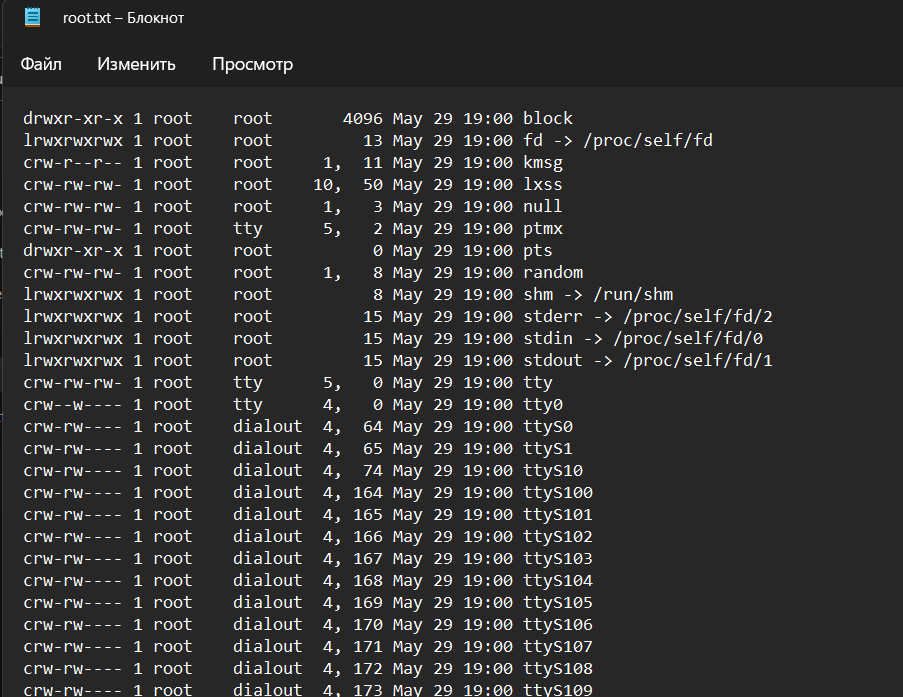 root.txt – Блокнот
Файл Изменить Просмотр
drwxr-xr-x 1 root    root       4096 May 29 19:00 block
lrwxrwxrwx 1 root    root         13 May 29 19:00 fd -> /proc/self/fd
crw-r--r-- 1 root    root     1,  11 May 29 19:00 kmsg
crw-rw-rw- 1 root    root    10,  50 May 29 19:00 lxss
crw-rw-rw- 1 root    root     1,   3 May 29 19:00 null
crw-rw-rw- 1 root    tty      5,   2 May 29 19:00 ptmx
drwxr-xr-x 1 root    root          0 May 29 19:00 pts
crw-rw-rw- 1 root    root     1,   8 May 29 19:00 random
lrwxrwxrwx 1 root    root          8 May 29 19:00 shm -> /run/shm
lrwxrwxrwx 1 root    root         15 May 29 19:00 stderr -> /proc/self/fd/2
lrwxrwxrwx 1 root    root         15 May 29 19:00 stdin -> /proc/self/fd/0
lrwxrwxrwx 1 root    root         15 May 29 19:00 stdout -> /proc/self/fd/1
crw-rw-rw- 1 root    tty      5,   0 May 29 19:00 tty
crw--w---- 1 root    tty      4,   0 May 29 19:00 tty0
crw-rw---- 1 root    dialout  4,  64 May 29 19:00 ttyS0
crw-rw---- 1 root    dialout  4,  65 May 29 19:00 ttyS1
crw-rw---- 1 root    dialout  4,  74 May 29 19:00 ttyS10
crw-rw---- 1 root    dialout  4, 164 May 29 19:00 ttyS100
crw-rw---- 1 root    dialout  4, 165 May 29 19:00 ttyS101
crw-rw---- 1 root    dialout  4, 166 May 29 19:00 ttyS102
crw-rw---- 1 root    dialout  4, 167 May 29 19:00 ttyS103
crw-rw---- 1 root    dialout  4, 168 May 29 19:00 ttyS104
crw-rw---- 1 root    dialout  4, 169 May 29 19:00 ttyS105
crw-rw---- 1 root    dialout  4, 170 May 29 19:00 ttyS106
crw-rw---- 1 root    dialout  4, 171 May 29 19:00 ttyS107
crw-rw---- 1 root    dialout  4, 172 May 29 19:00 ttyS108
crw-rw---- 1 root    dialout  4, 173 May 29 19:00 ttyS109